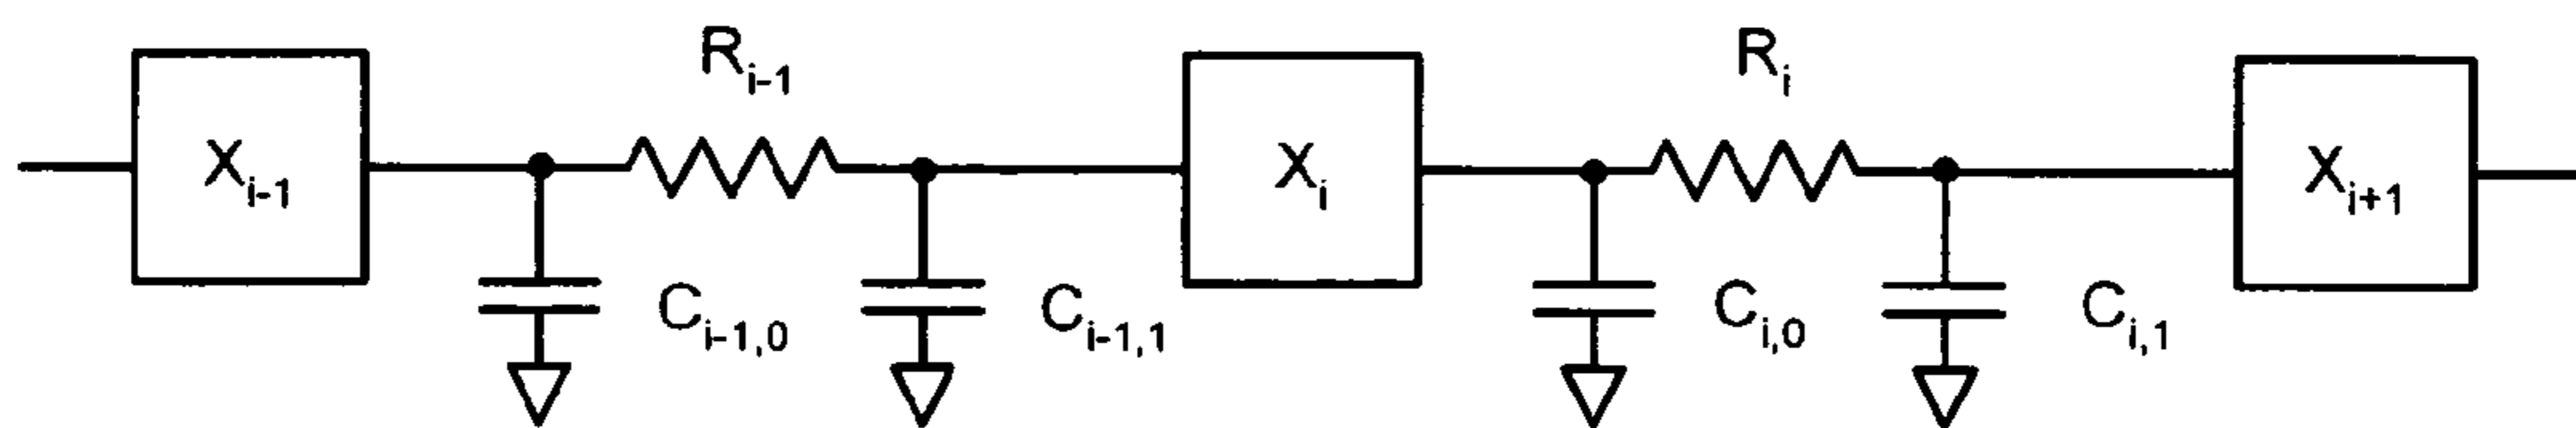 R_{i-1} R_i
X_{i-1} X_i X_{i+1}
C_{i-1,0} C_{i-1,1} C_{i,0} C_{i,1}